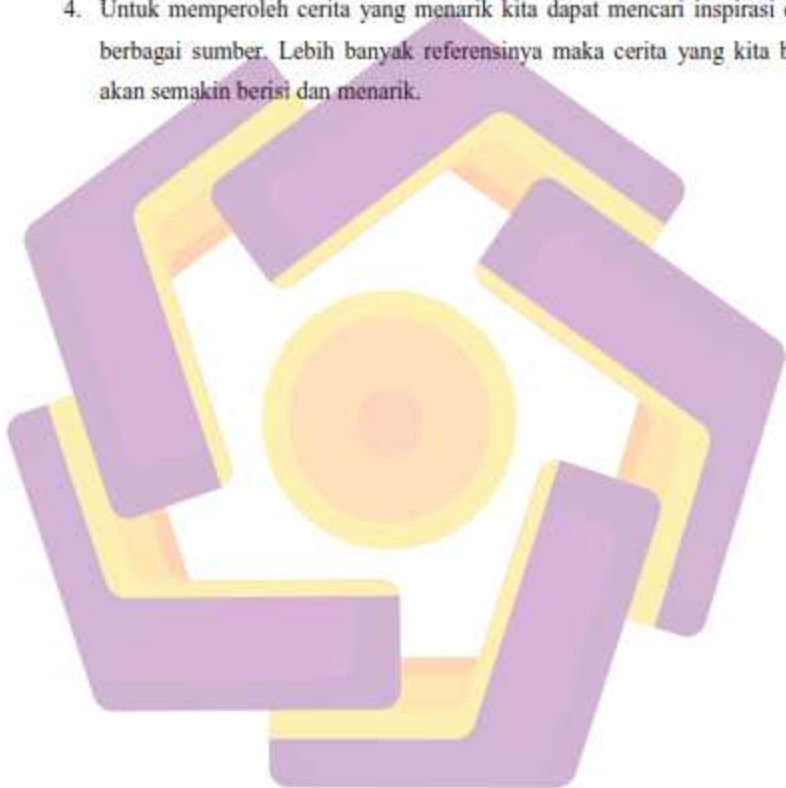 4. Untuk memperoleh cerita yang menarik kita dapat mencari inspirasi
berbagai sumber. Lebih banyak referensinya maka cerita yang kita
akan semakin berisi dan menarik.